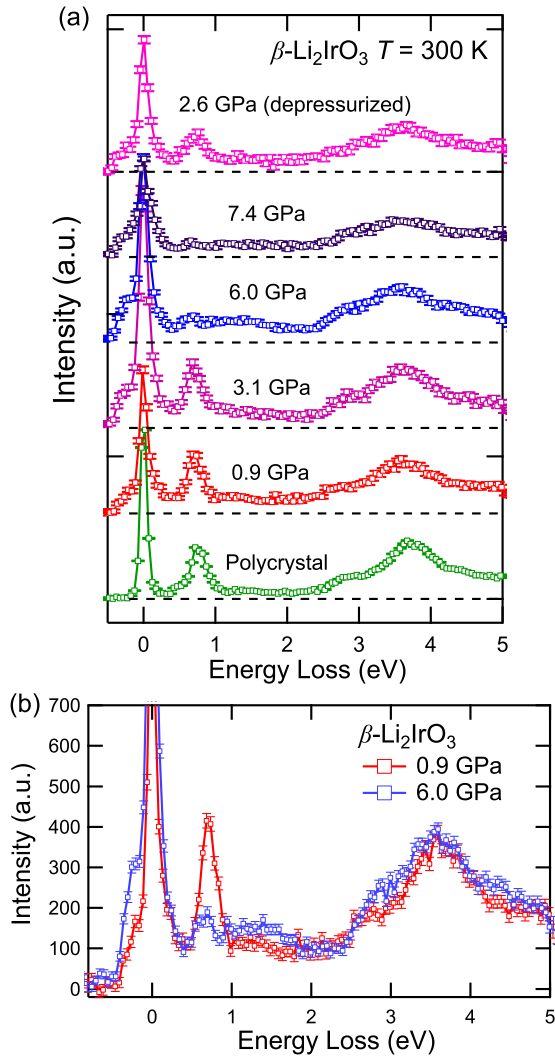 (a)
β-Li2IrO3 T = 300 K
2.6 GPa (depressurized)
7.4 GPa
6.0 GPa
3.1 GPa
0.9 GPa
Polycrystal
Intensity (a.u.)
0 1 2 3 4 5
Energy Loss (eV)
(b)
700
600
500
400
300
200
100
0
Intensity (a.u.)
β-Li2IrO3
0.9 GPa
6.0 GPa
0 1 2 3 4 5
Energy Loss (eV)